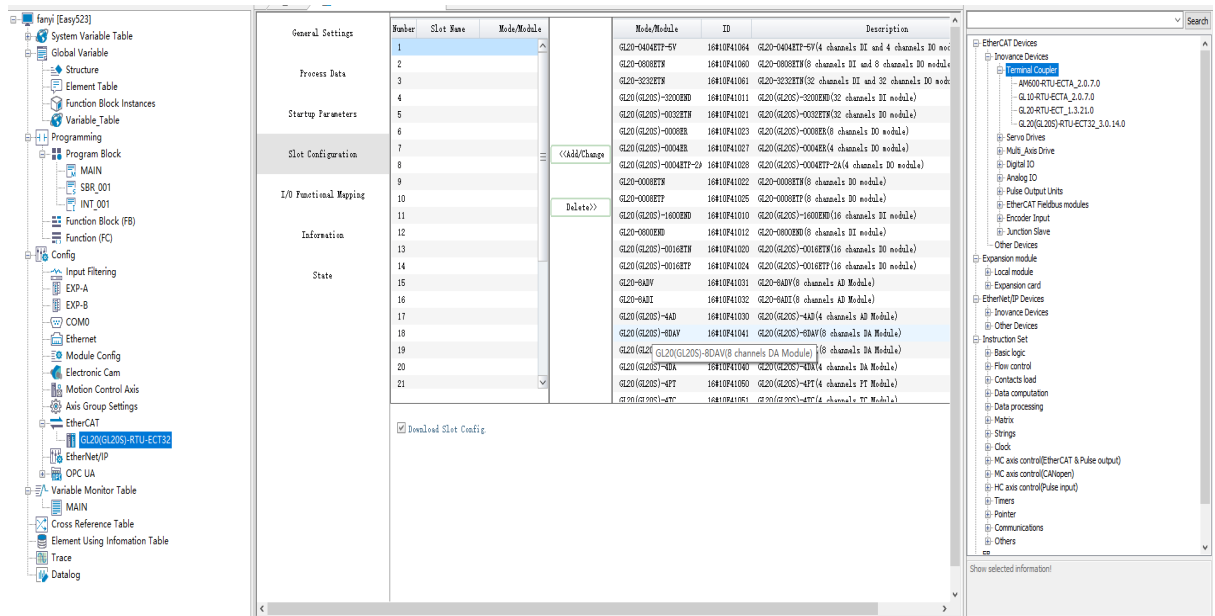 fanyi [Easy523]
System Variable Table
Global Variable
Structure
Element Table
Function Block Instances
Variable_Table
Programming
Program Block
MAIN
SBR_001
INT_001
Function Block (FB)
Function (FC)
Config
Input Filtering
EXP-A
EXP-B
COM0
Ethernet
Module Config
Electronic Cam
Motion Control Axis
Axis Group Settings
EtherCAT
GL20(GL20S)-RTU-ECT32
EtherNet/IP
OPC UA
Variable Monitor Table
MAIN
Cross Reference Table
Element Using Infomation Table
Trace
Datalog
General Settings
Process Data
Startup Parameters
Slot Configuration
I/O Functional Mapping
Information
State
Number Slot Name Mode/Module
1
2
3
4
5
6
7
8
9
10
11
12
13
14
15
16
17
18
19
20
21
<<Add/Change
Delete>>
Mode/Module ID Description
GL20-0404ETP-5V 16#10F41064 GL20-0404ETP-5V(4 channels DI and 4 channels DO
GL20-0808ETN 16#10F41060 GL20-0808ETN(8 channels DI and 8 channels DO module
GL20-3232ETN 16#10F41061 GL20-3232ETN(32 channels DI and 32 channels DO
GL20(GL20S)-3200END 16#10F41011 GL20(GL20S)-3200END(32 channels DI module)
GL20(GL20S)-0032ETN 16#10F41021 GL20(GL20S)-0032ETN(32 channels DO module)
GL20(GL20S)-0008ER 16#10F41023 GL20(GL20S)-0008ER(8 channels DO module)
GL20(GL20S)-0004ER 16#10F41027 GL20(GL20S)-0004ER(4 channels DO module)
GL20(GL20S)-0004ETP-2A 16#10F41028 GL20(GL20S)-0004ETP-2A(4 channels DO module)
GL20-0008ETN 16#10F41022 GL20-0008ETN(8 channels DO module)
GL20-0008ETP 16#10F41025 GL20-0008ETP(8 channels DO module)
GL20(GL20S)-1600END 16#10F41010 GL20(GL20S)-1600END(16 channels DI module)
GL20-0800END 16#10F41012 GL20-0800END(8 channels DI module)
GL20(GL20S)-0016ETN 16#10F41020 GL20(GL20S)-0016ETN(16 channels DO module)
GL20(GL20S)-0016ETP 16#10F41024 GL20(GL20S)-0016ETP(16 channels DO module)
GL20-8ADV 16#10F41031 GL20-8ADV(8 channels AD Module)
GL20-8ADI 16#10F41032 GL20-8ADI(8 channels AD Module)
GL20(GL20S)-4AD 16#10F41030 GL20(GL20S)-4AD(4 channels AD Module)
GL20(GL20S)-8DAV 16#10F41041 GL20(GL20S)-8DAV(8 channels DA Module)
GL20(GL20S)-8DAV(8 channels DA Module) (8 channels DA Module)
GL20(GL20S)-4DA 16#10F41040 GL20(GL20S)-4DA(4 channels DA Module)
GL20(GL20S)-4PT 16#10F41050 GL20(GL20S)-4PT(4 channels PT Module)
GL20(GL20S)-4TC 16#10F41051 GL20(GL20S)-4TC(4 channels TC Module)
Download Slot Config
Search
EtherCAT Devices
Inovance Devices
Terminal Coupler
AM600-RTU-ECTA_2.0.7.0
GL10-RTU-ECTA_2.0.7.0
GL20-RTU-ECT_1.3.21.0
GL20(GL20S)-RTU-ECT32_3.0.14.0
Servo Drives
Multi_Axis Drive
Digital IO
Analog IO
Pulse Output Units
EtherCAT Fieldbus modules
Encoder Input
Junction Slave
Other Devices
Expansion module
Local module
Expansion card
EtherNet/IP Devices
Inovance Devices
Other Devices
Instruction Set
Basic logic
Flow control
Contacts load
Data computation
Data processing
Matrix
Strings
Clock
MC axis control(EtherCAT & Pulse output)
MC axis control(CANopen)
HC axis control(Pulse input)
Timers
Pointer
Communications
Others
Show selected information!